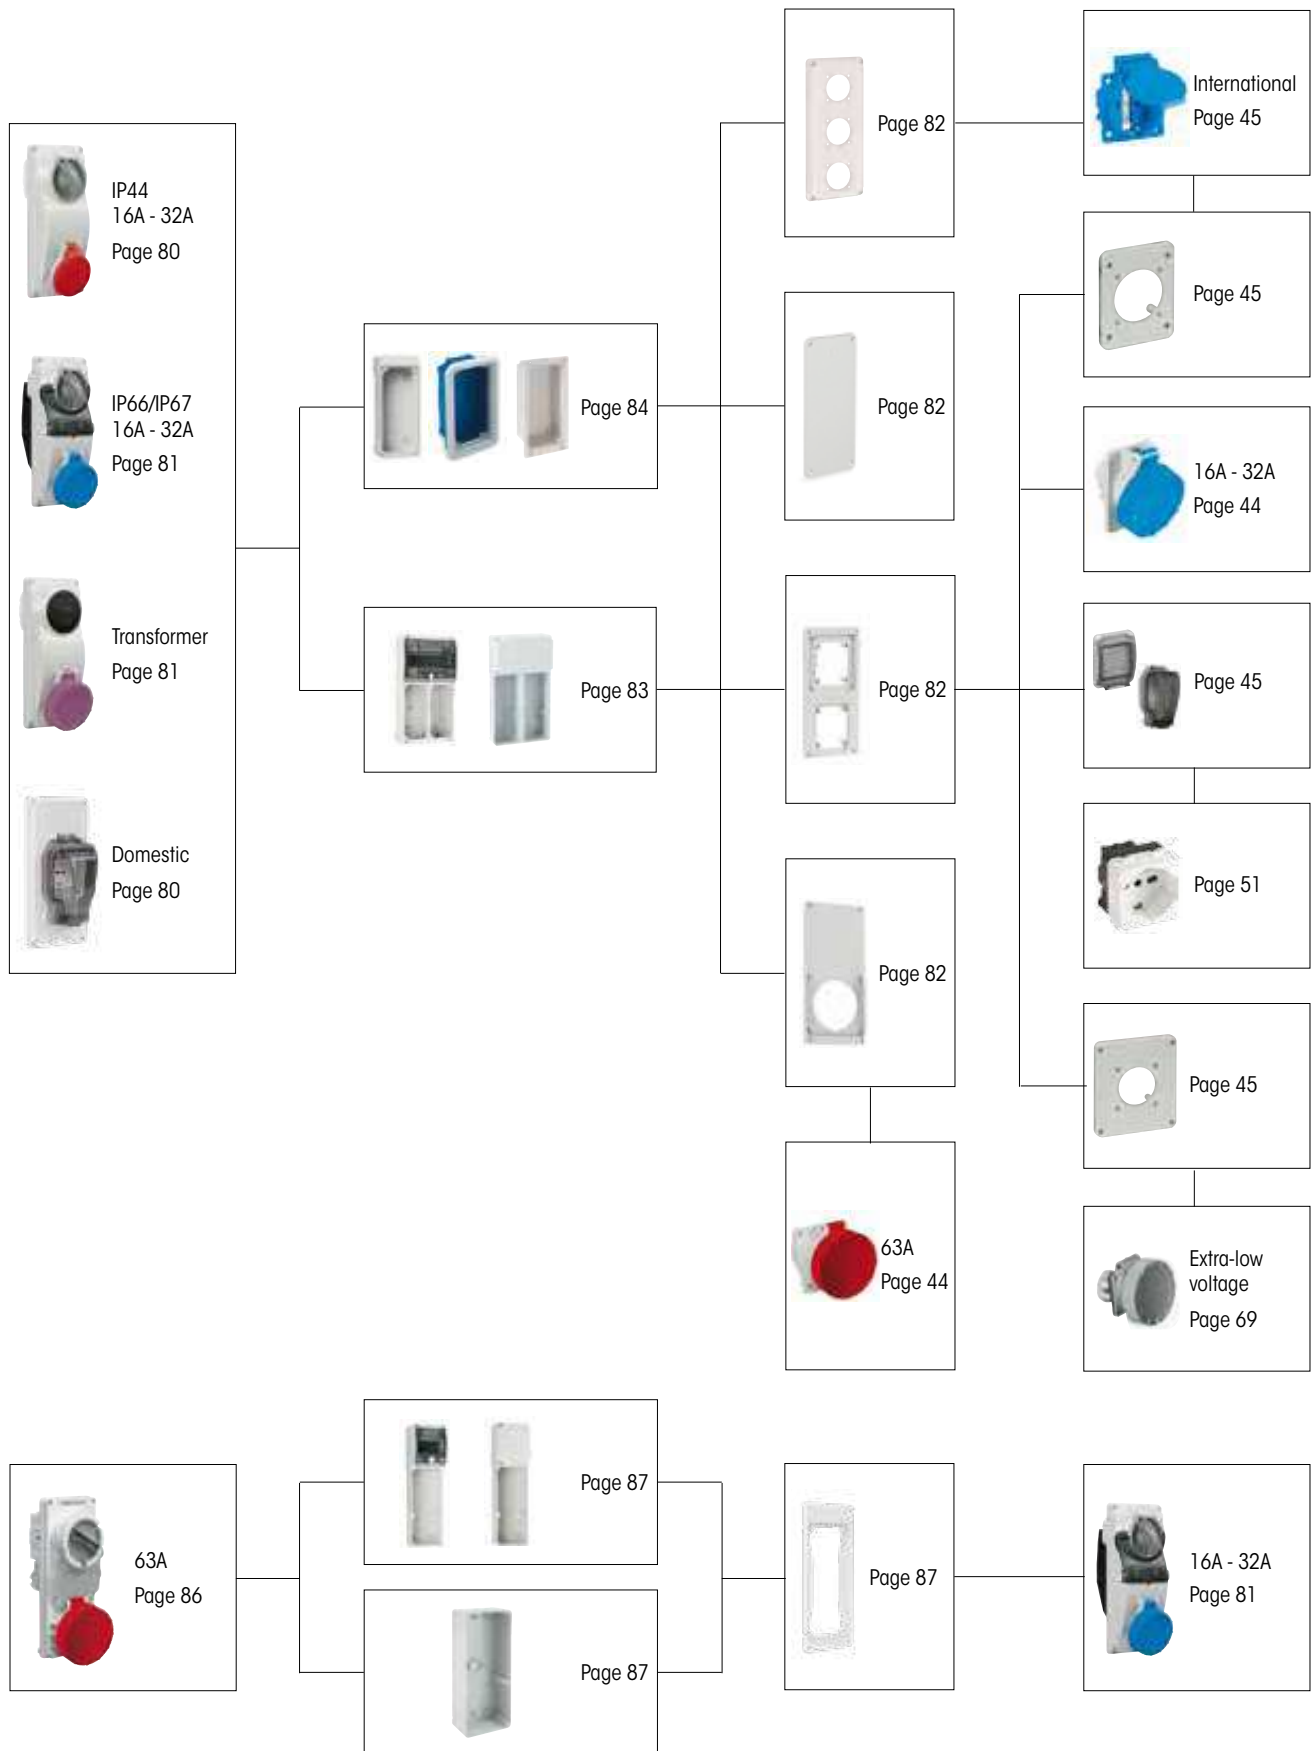 IP44
16A - 32A
Page 80
IP66/IP67
16A - 32A
Page 81
Transformer
Page 81
Domestic
Page 80
Page 84
Page 83
Page 82
Page 82
Page 82
Page 82
63A
Page 44
International
Page 45
Page 45
16A - 32A
Page 44
Page 45
Page 51
Page 45
Extra-low
voltage
Page 69
63A
Page 86
Page 87
Page 87
Page 87
16A - 32A
Page 81